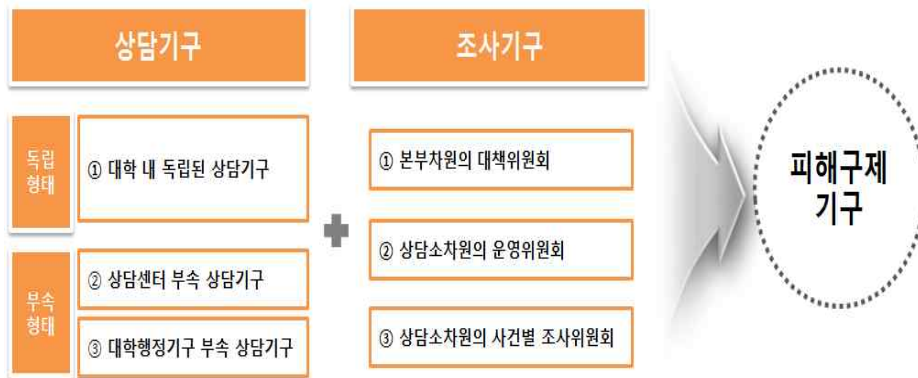 상담기구
독립
형태
① 대학 내 독립된 상담기구
부속
형태
② 상담센터 부속 상담기구
③ 대학행정기구 부속 상담기구
조사기구
① 본부차원의 대책위원회
② 상담소차원의 운영위원회
③ 상담소차원의 사건별 조사위원회
피해구제
기구